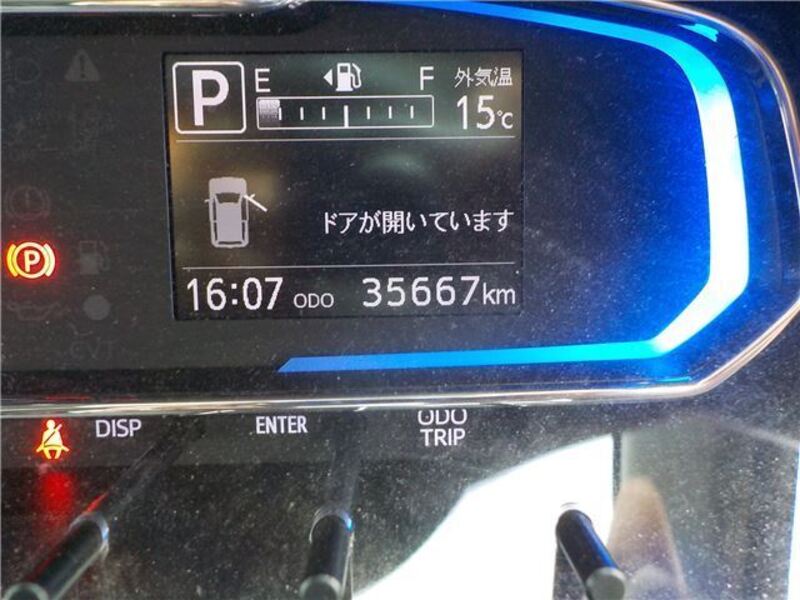 P E F 外気温
15℃
ドアが開いています
16:07 ODO 35667km
P
CVT
DISP ENTER ODO TRIP